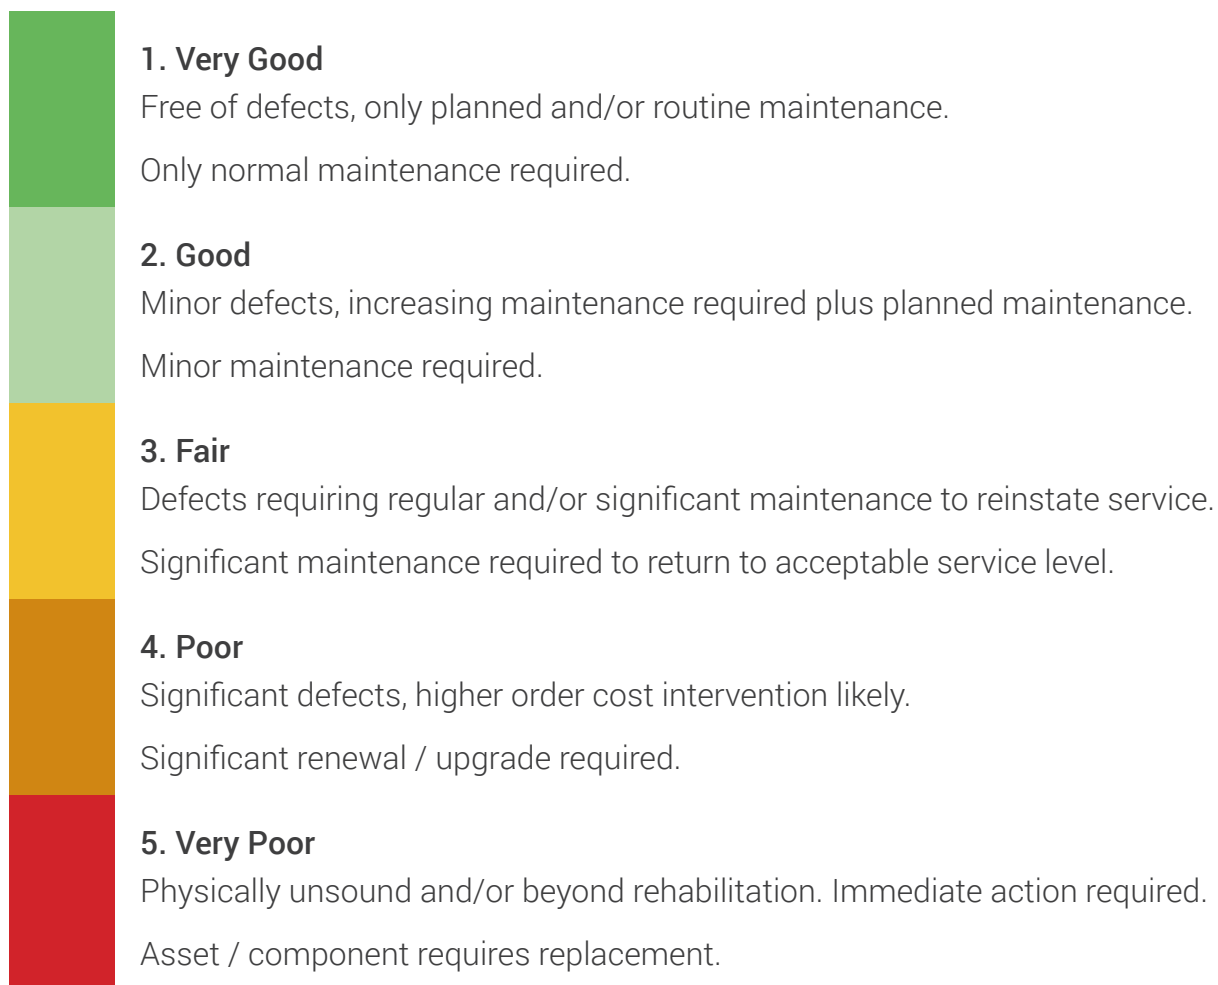 1. Very Good
Free of defects, only planned and/or routine maintenance.
Only normal maintenance required.
2. Good
Minor defects, increasing maintenance required plus planned maintenance.
Minor maintenance required.
3. Fair
Defects requiring regular and/or significant maintenance to reinstate service.
Significant maintenance required to return to acceptable service level.
4. Poor
Significant defects, higher order cost intervention likely.
Significant renewal / upgrade required.
5. Very Poor
Physically unsound and/or beyond rehabilitation. Immediate action required.
Asset / component requires replacement.